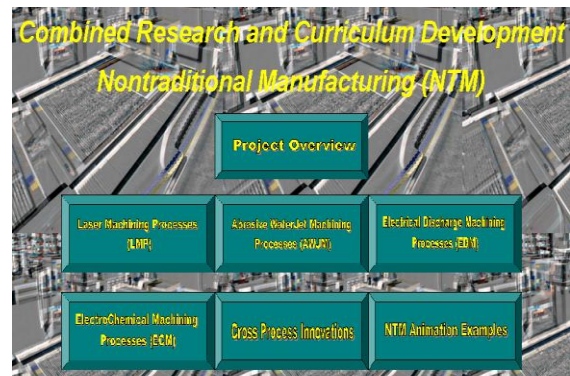 Combined Research and Curriculum Development
Nontraditional Manufacturing (NTM)
Project Overview
Laser Machining Processes
(LMP)
Abrasive WaterJet Machining
Processes (AWJM)
Electrical Discharge Machining
Processes (EDM)
ElectroChemical Machining
Processes (ECM)
Cross Process Innovations
NTM Animation Examples